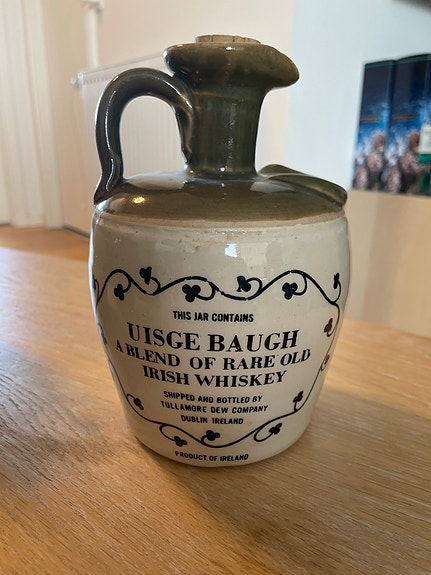 THIS JAR CONTAINS
UISGE BAUGH
A BLEND OF RARE OLD
IRISH WHISKEY
SHIPPED AND BOTTLED BY
TULLAMORE DEW COMPANY
DUBLIN IRELAND
PRODUCT OF IRELAND